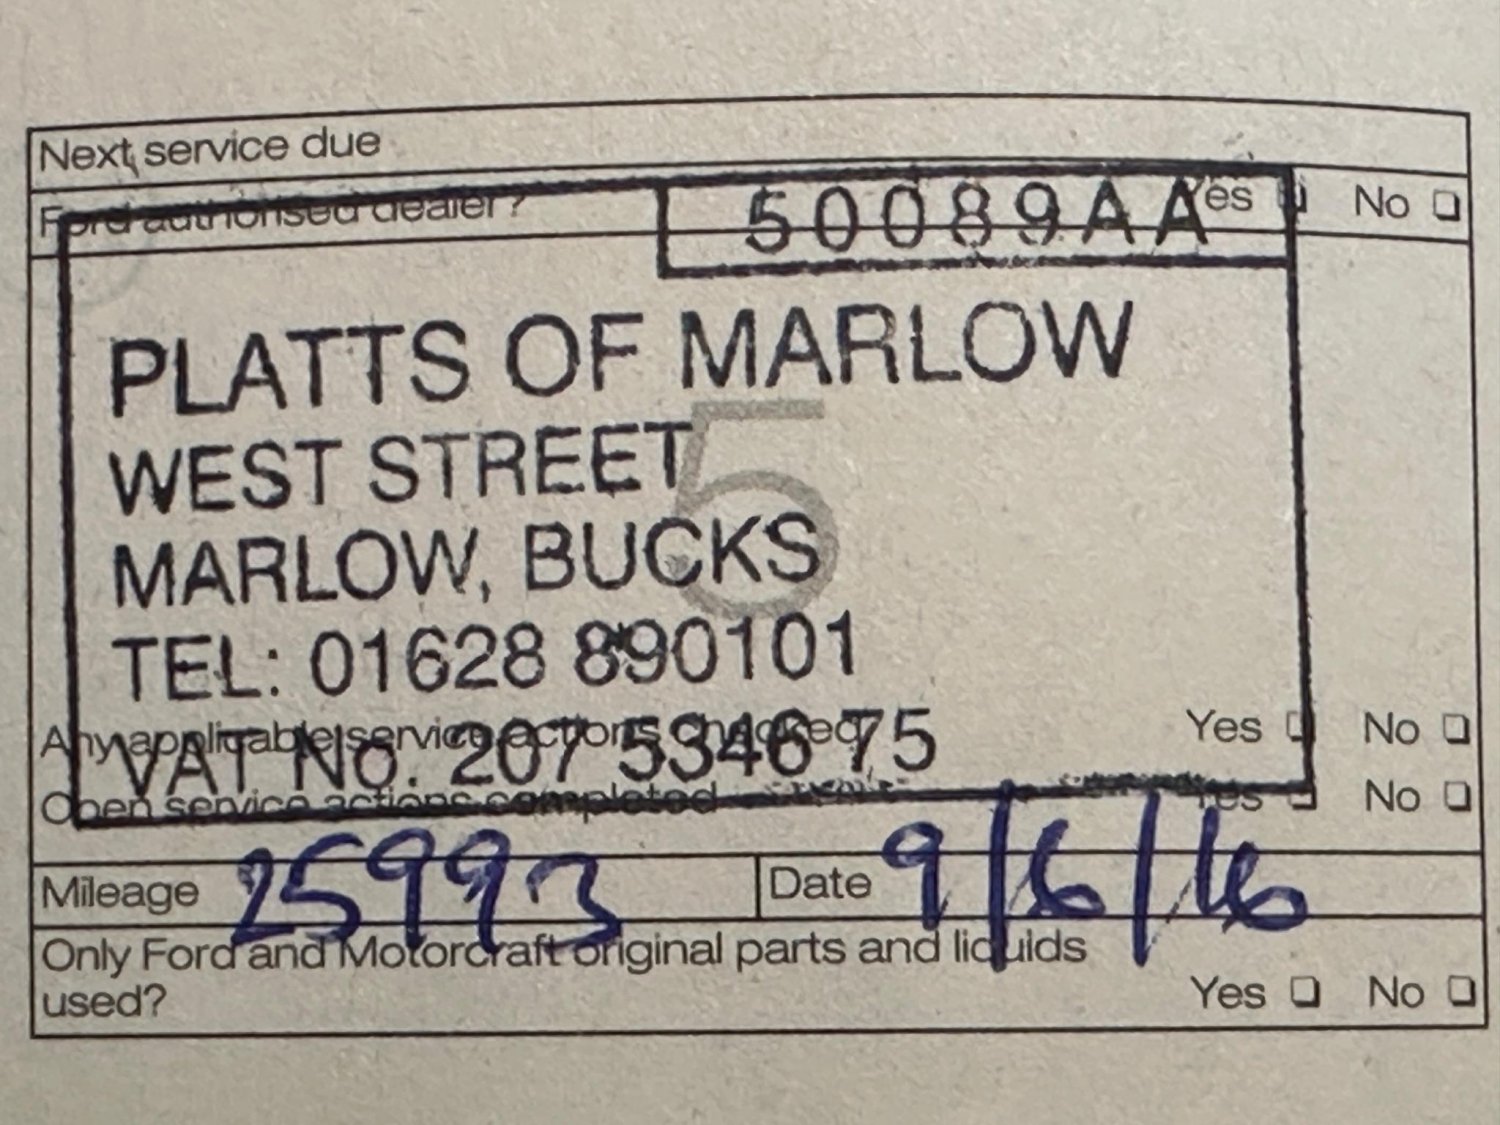 Next service due
Ford authorised dealer? Yes No
50089AA
PLATTS OF MARLOW
5
WEST STREET
MARLOW, BUCKS
TEL: 01628 890101
Any applicable service actions checked Yes No
VAT No. 207 5346 75
Open service actions completed Yes No
Mileage 25993 Date 9/6/16
Only Ford and Motorcraft original parts and liquids
used? Yes No